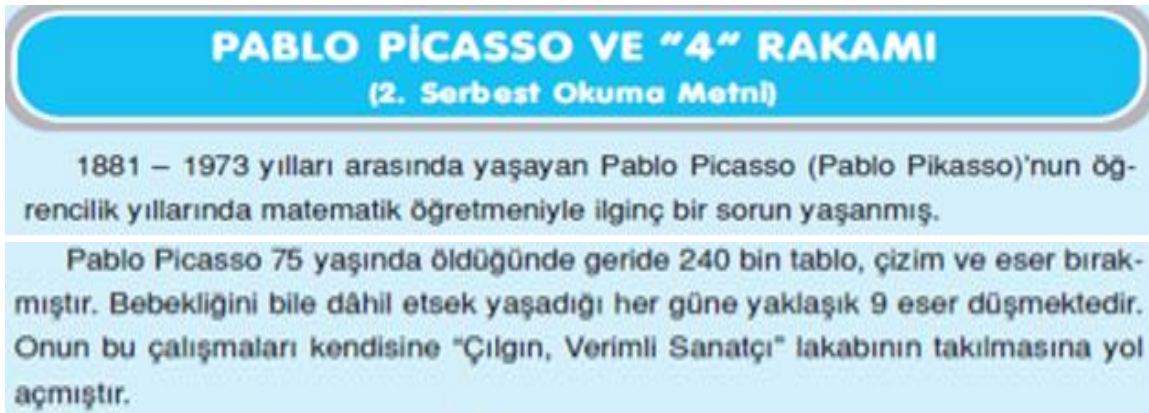 PABLO PİCASSO VE "4" RAKAMI
(2. Serbest Okuma Metni)
1881 – 1973 yılları arasında yaşayan Pablo Picasso (Pablo Pikasso)'nun öğ-
rencilik yıllarında matematik öğretmeniyle ilginç bir sorun yaşanmış.
Pablo Picasso 75 yaşında öldüğünde geride 240 bin tablo, çizim ve eser bırak-
mıştır. Bebekliğini bile dâhil etsek yaşadığı her güne yaklaşık 9 eser düşmektedir.
Onun bu çalışmaları kendisine "Çılgın, Verimli Sanatçı" lakabının takılmasına yol
açmıştır.